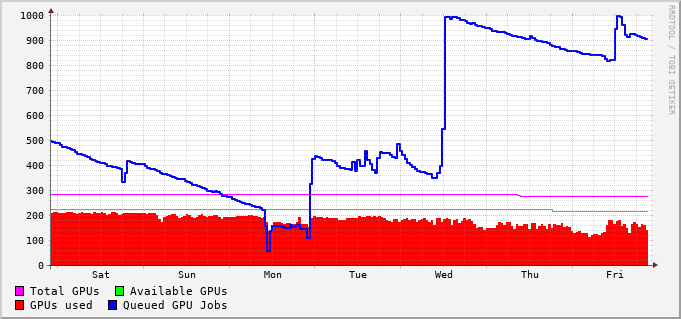 1000
900
800
700
600
500
400
300
200
100
0
Sat Sun Mon Tue Wed Thu Fri
Total GPUs Available GPUs
GPUs used Queued GPU Jobs
RRDTOOL / TOBI OETIKER